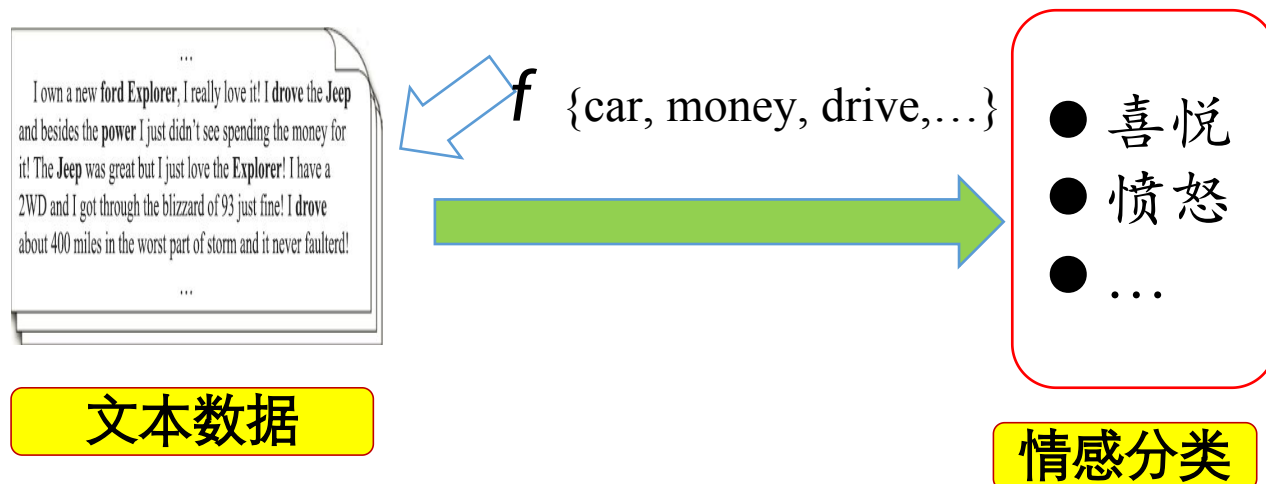 …
I own a new ford Explorer, I really love it! I drove the Jeep
and besides the power I just didn't see spending the money for
it! The Jeep was great but I just love the Explorer! I have a
2WD and I got through the blizzard of 93 just fine! I drove
about 400 miles in the worst part of storm and it never faulterd!
…
文本数据
f {car, money, drive,…}
● 喜悦
● 愤怒
● …
情感分类